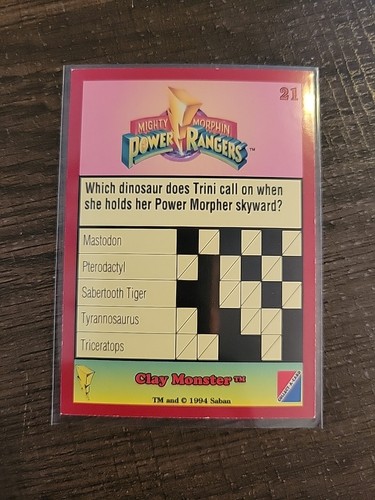 21
MIGHTY MORPHIN
POWER RANGERS™
Which dinosaur does Trini call on when
she holds her Power Morpher skyward?
Mastodon
Pterodactyl
Sabertooth Tiger
Tyrannosaurus
Triceratops
Clay Monster™
TM and © 1994 Saban